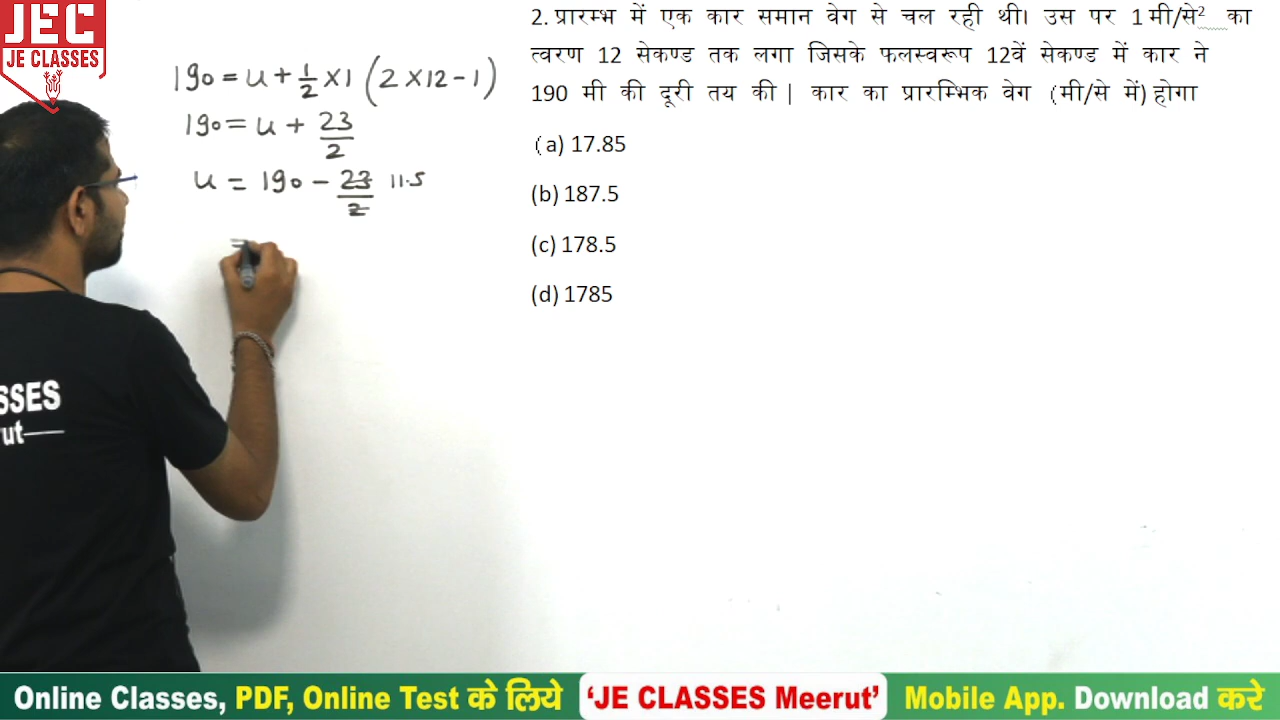 JEC
JE CLASSES
190 = u + 1/2 × 1 (2 × 12 - 1)
190 = u + 23/2
u = 190 - 23/2 11.5
=
2. प्रारम्भ में एक कार समान वेग से चल रही थी। उस पर 1 मी/से² का
त्वरण 12 सेकण्ड तक लगा जिसके फलस्वरूप 12वें सेकण्ड में कार ने
190 मी की दूरी तय की | कार का प्रारम्भिक वेग (मी/से में) होगा
(a) 17.85
(b) 187.5
(c) 178.5
(d) 1785
SSES
ut—
Online Classes, PDF, Online Test के लिये 'JE CLASSES Meerut' Mobile App. Download करे